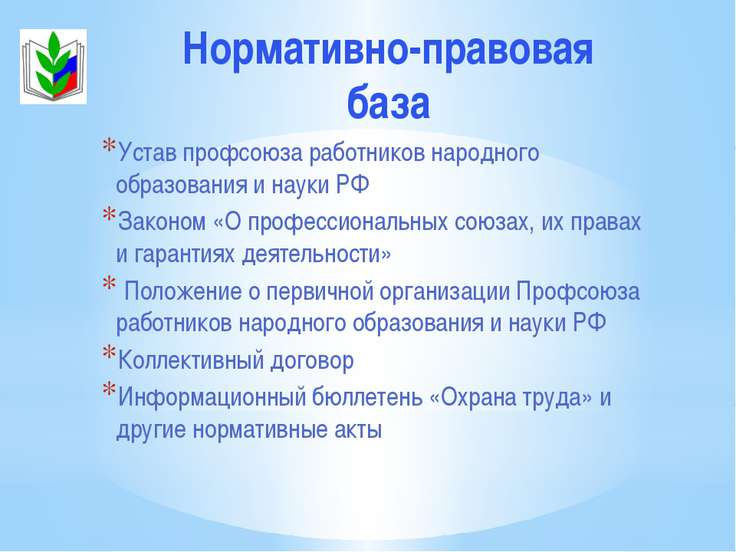 Нормативно-правовая
база
*Устав профсоюза работников народного
образования и науки РФ
*Законом «О профессиональных союзах, их правах
и гарантиях деятельности»
* Положение о первичной организации Профсоюза
работников народного образования и науки РФ
*Коллективный договор
*Информационный бюллетень «Охрана труда» и
другие нормативные акты